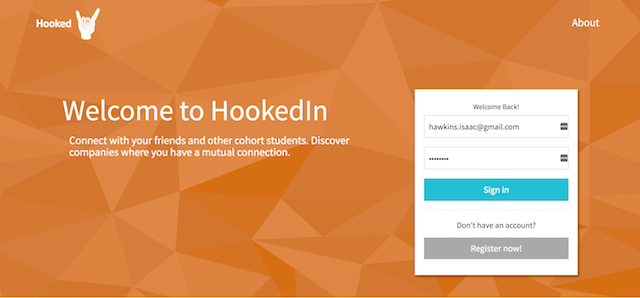 Hooked
About
Welcome to HookedIn
Connect with your friends and other cohort students. Discover
companies where you have a mutual connection.
Welcome Back!
hawkins.isaac@gmail.com
••••••••
Sign in
Don't have an account?
Register now!